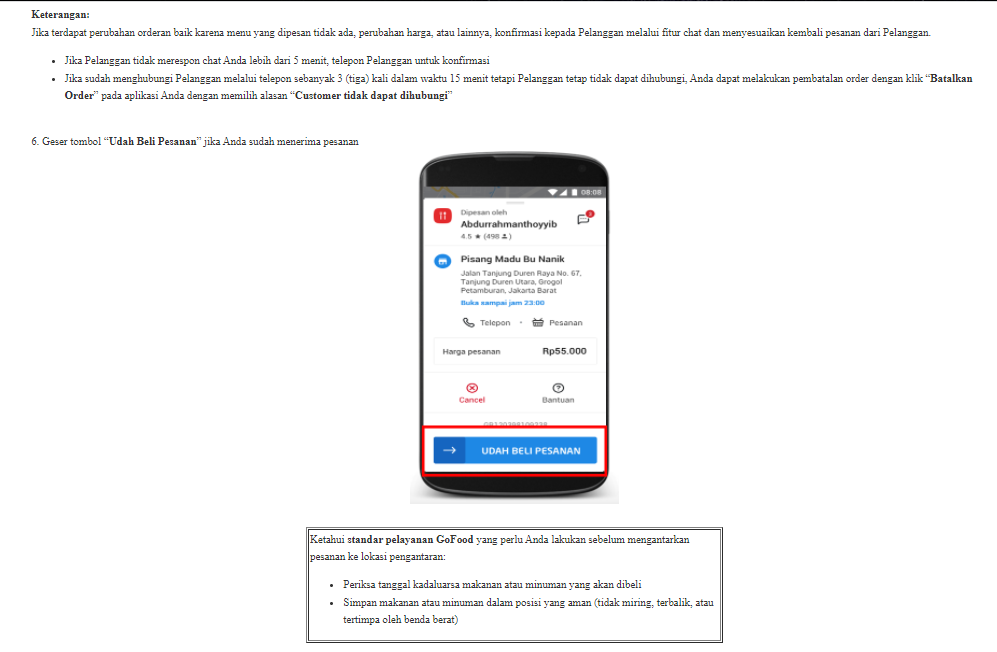 Keterangan:
Jika terdapat perubahan orderan baik karena menu yang dipesan tidak ada, perubahan harga, atau lainnya, konfirmasi kepada Pelanggan melalui fitur chat dan menyesuaikan kembali pesanan dari Pelanggan.
• Jika Pelanggan tidak merespon chat Anda lebih dari 5 menit, telepon Pelanggan untuk konfirmasi
• Jika sudah menghubungi Pelanggan melalui telepon sebanyak 3 (tiga) kali dalam waktu 15 menit tetapi Pelanggan tetap tidak dapat dihubungi, Anda dapat melakukan pembatalan order dengan klik “Batalkan
Order” pada aplikasi Anda dengan memilih alasan “Customer tidak dapat dihubungi”
6. Geser tombol “Udah Beli Pesanan” jika Anda sudah menerima pesanan
08:08
Dipesan oleh
Abdurrahmanthoyyib
4.5 ★ (498)
Pisang Madu Bu Nanik
Jalan Tanjung Duren Raya No. 67,
Tanjung Duren Utara, Grogol
Petamburan, Jakarta Barat
Buka sampai jam 23:00
Telepon • Pesanan
Harga pesanan Rp55.000
Cancel Bantuan
UDAH BELI PESANAN
Ketahui standar pelayanan GoFood yang perlu Anda lakukan sebelum mengantarkan
pesanan ke lokasi pengantaran:
• Periksa tanggal kadaluarsa makanan atau minuman yang akan dibeli
• Simpan makanan atau minuman dalam posisi yang aman (tidak miring, terbalik, atau
tertimpa oleh benda berat)